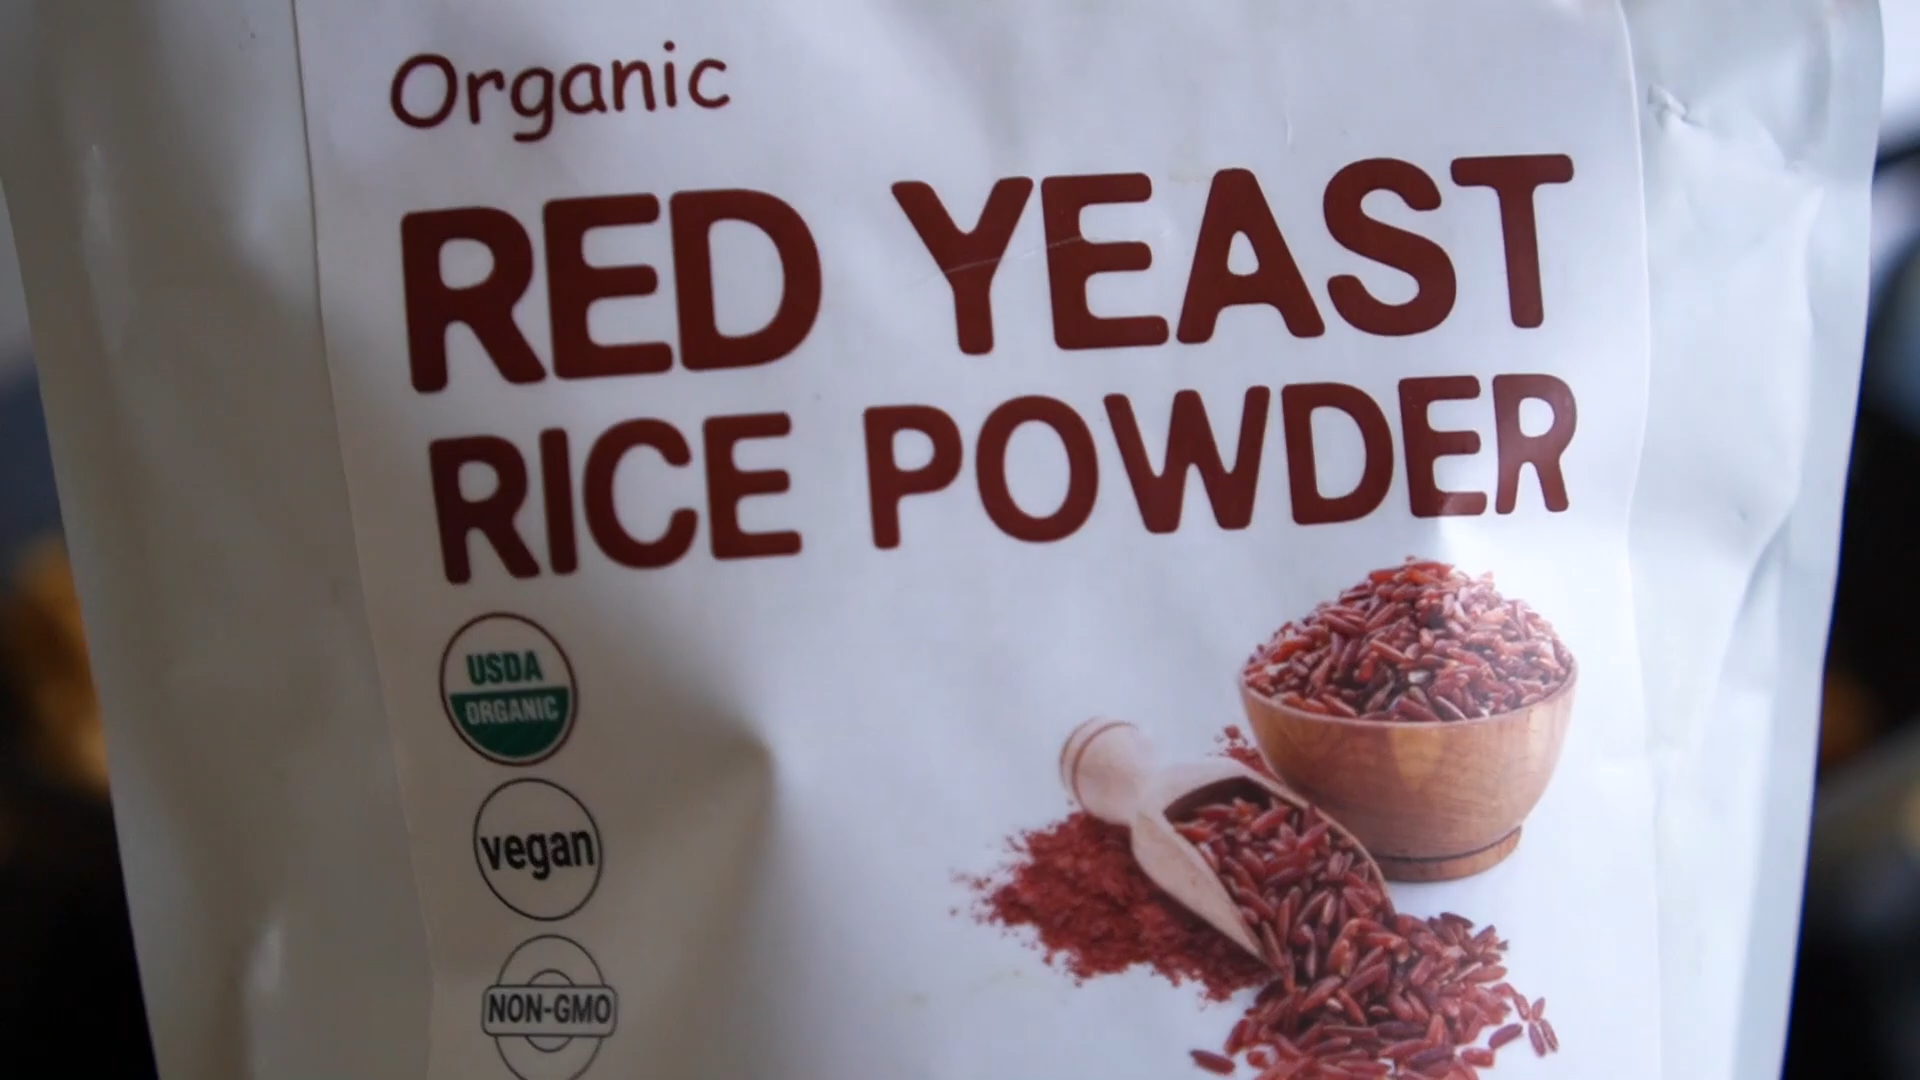 Organic
RED YEAST
RICE POWDER
USDA
ORGANIC
vegan
NON-GMO